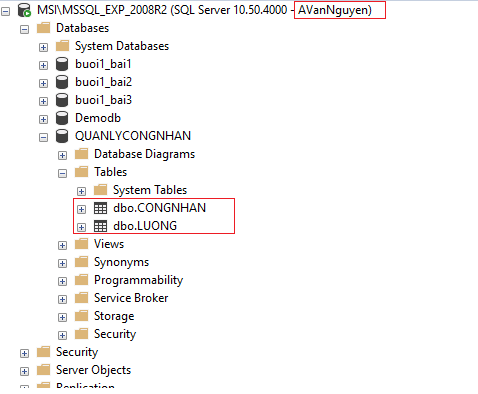 MSI\MSSQL_EXP_2008R2 (SQL Server 10.50.4000 - AVanNguyen)
Databases
System Databases
buoi1_bai1
buoi1_bai2
buoi1_bai3
Demodb
QUANLYCONGNHAN
Database Diagrams
Tables
System Tables
dbo.CONGNHAN
dbo.LUONG
Views
Synonyms
Programmability
Service Broker
Storage
Security
Security
Server Objects
Replication